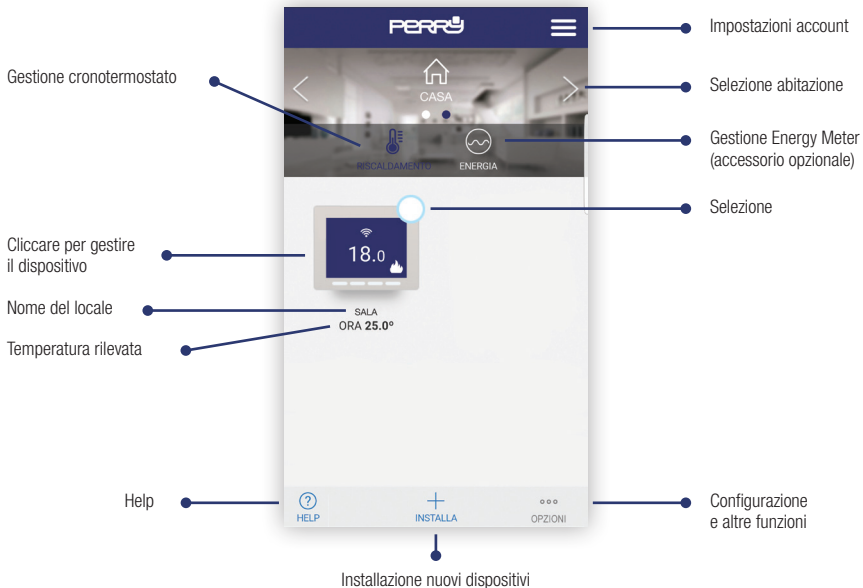 PERRY
Impostazioni account
Gestione cronotermostato
Selezione abitazione
CASA
Gestione Energy Meter
(accessorio opzionale)
RISCALDAMENTO
ENERGIA
Selezione
18.0
Cliccare per gestire
il dispositivo
Nome del locale
SALA
ORA 25.0°
Temperatura rilevata
Help
?
HELP
INSTALLA
OPZIONI
Configurazione
e altre funzioni
Installazione nuovi dispositivi